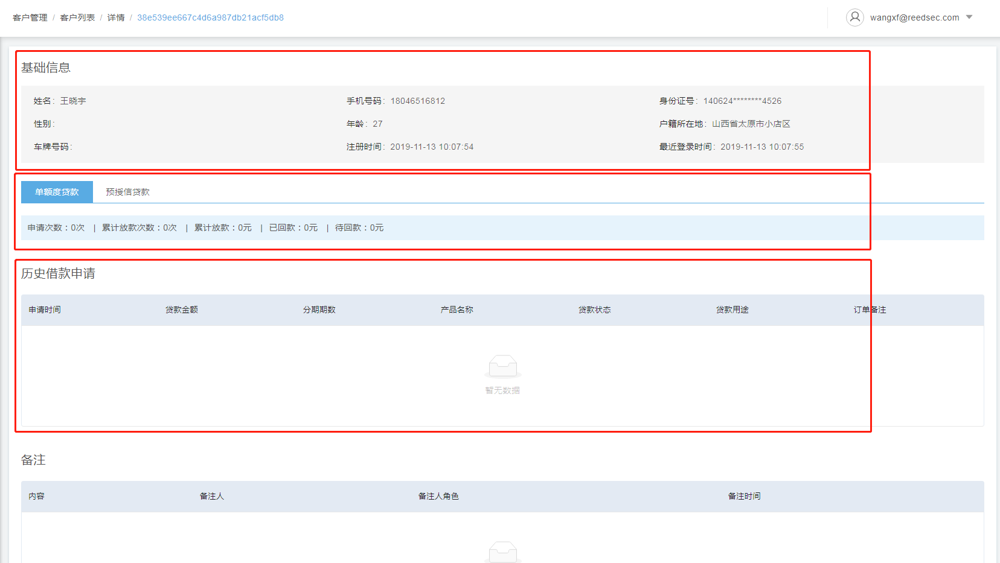 客户管理 / 客户列表 / 详情 / 38e539ee667c4d6a987db21acf5db8
wangxf@reedsec.com
基础信息
姓名: 王晓宇 手机号码: 18046516812 身份证号: 140624********4526
性别: 年龄: 27 户籍所在地: 山西省太原市小店区
车牌号码: 注册时间: 2019-11-13 10:07:54 最近登录时间: 2019-11-13 10:07:55
单额度贷款 预授信贷款
申请次数：0次 | 累计放款次数：0次 | 累计放款：0元 | 已回款：0元 | 待回款：0元
历史借款申请
申请时间 贷款金额 分期期数 产品名称 贷款状态 贷款用途 订单备注
暂无数据
备注
内容 备注人 备注人角色 备注时间